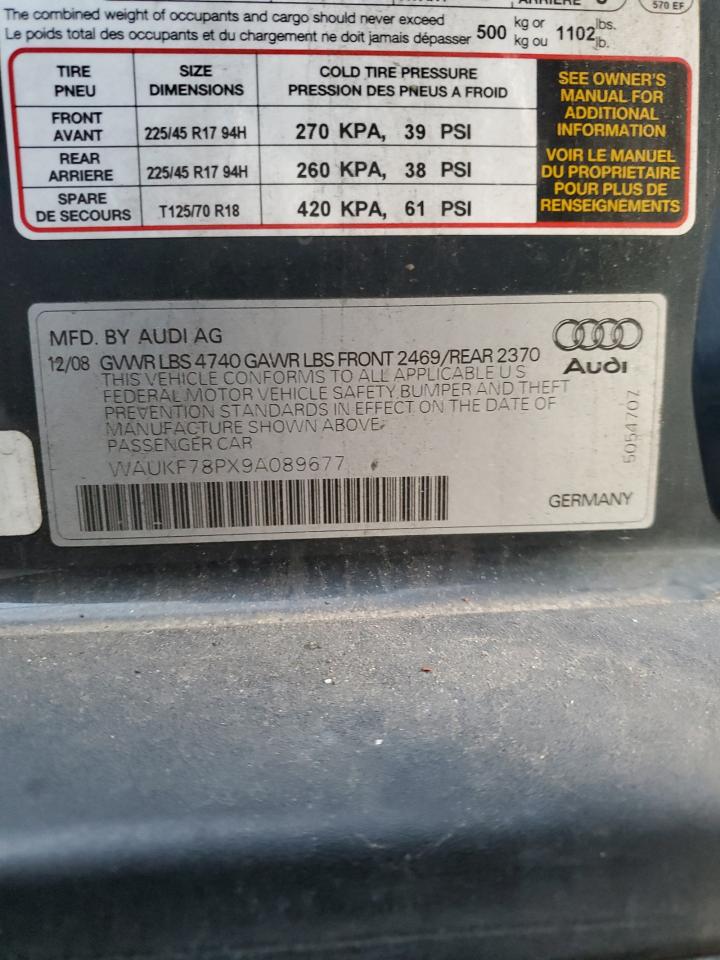 ARRIÈRE
570 EF
The combined weight of occupants and cargo should never exceed 500 kg or 1102 lbs.
Le poids total des occupants et du chargement ne doit jamais dépasser kg ou lb.
TIRE SIZE COLD TIRE PRESSURE
PNEU DIMENSIONS PRESSION DES PNEUS A FROID
FRONT
AVANT 225/45 R17 94H 270 KPA, 39 PSI
REAR
ARRIERE 225/45 R17 94H 260 KPA, 38 PSI
SPARE
DE SECOURS T125/70 R18 420 KPA, 61 PSI
SEE OWNER'S
MANUAL FOR
ADDITIONAL
INFORMATION
VOIR LE MANUEL
DU PROPRIETAIRE
POUR PLUS DE
RENSEIGNEMENTS
MFD. BY AUDI AG
12/08 GVWR LBS 4740 GAWR LBS FRONT 2469/REAR 2370
THIS VEHICLE CONFORMS TO ALL APPLICABLE U S
FEDERAL MOTOR VEHICLE SAFETY, BUMPER AND THEFT
PREVENTION STANDARDS IN EFFECT ON THE DATE OF
MANUFACTURE SHOWN ABOVE.
PASSENGER CAR
WAUKF78PX9A089677
Audi
5054707
GERMANY